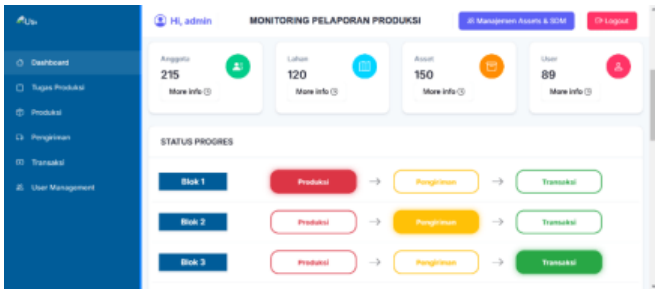 Hi, admin
MONITORING PELAPORAN PRODUKSI
Manajemen Assets & SDM
Logout
Dashboard
Tugas Produksi
Produksi
Pengiriman
Transaksi
User Management
Anggota
215
More info
Lahan
120
More info
Asset
150
More info
User
89
More info
STATUS PROGRES
Blok 1
Produksi
Pengiriman
Transaksi
Blok 2
Produksi
Pengiriman
Transaksi
Blok 3
Produksi
Pengiriman
Transaksi